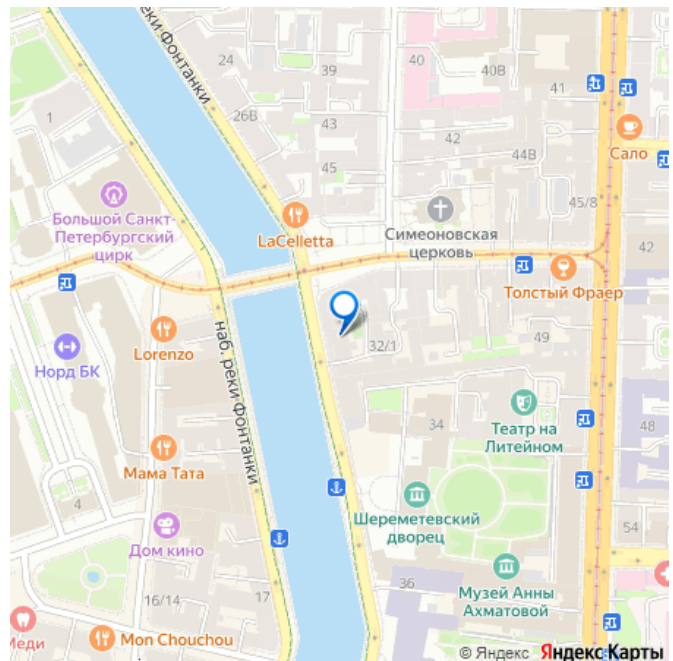 наб. реки Фонтанки
24
39
40
40В
41
1
26В
43
42
Сало
45
44В
45/8
Большой Санкт-
Петербургский
цирк
LaCelletta
Симеоновская
церковь
42
Толстый Фраер
Lorenzo
наб. реки Фонтанки
32/1
49
Норд БК
34
Театр на
Литейном
48
Мама Тата
Шереметевский
дворец
4
Дом кино
54
36
Музей Анны
Ахматовой
16/14
17
Меди
Mon Chouchou
© Яндекс Яндекс Карты